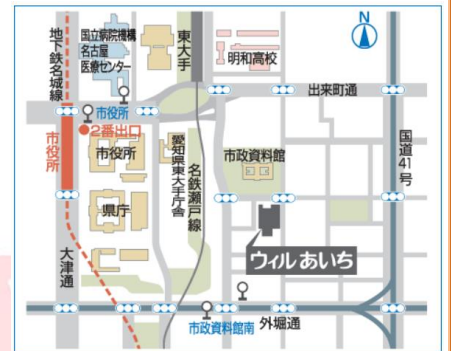 地下鉄名城線
国立病院機構
名古屋
医療センター
東大手
明和高校
N
出来町通
市役所
2番出口
市役所
市役所
愛知県東大手庁舎
名鉄瀬戸線
市政資料館
国道41号
県庁
ウィルあいち
大津通
市政資料館南
外堀通